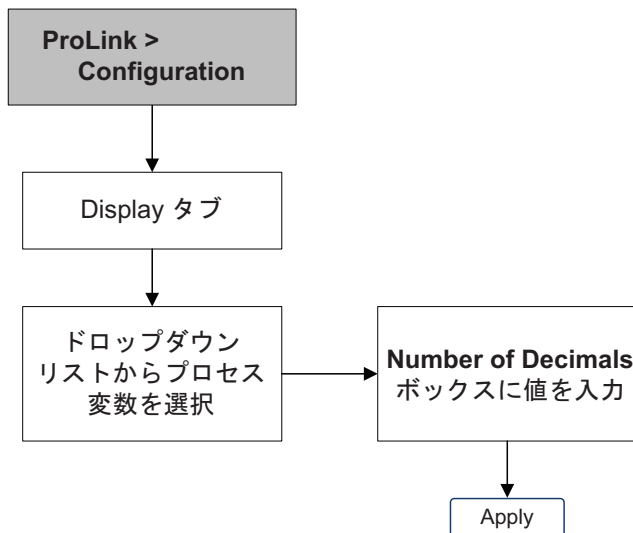 ProLink >
Configuration
Display タブ
ドロップダウン
リストからプロセス
変数を選択
Number of Decimals
ボックスに値を入力
Apply